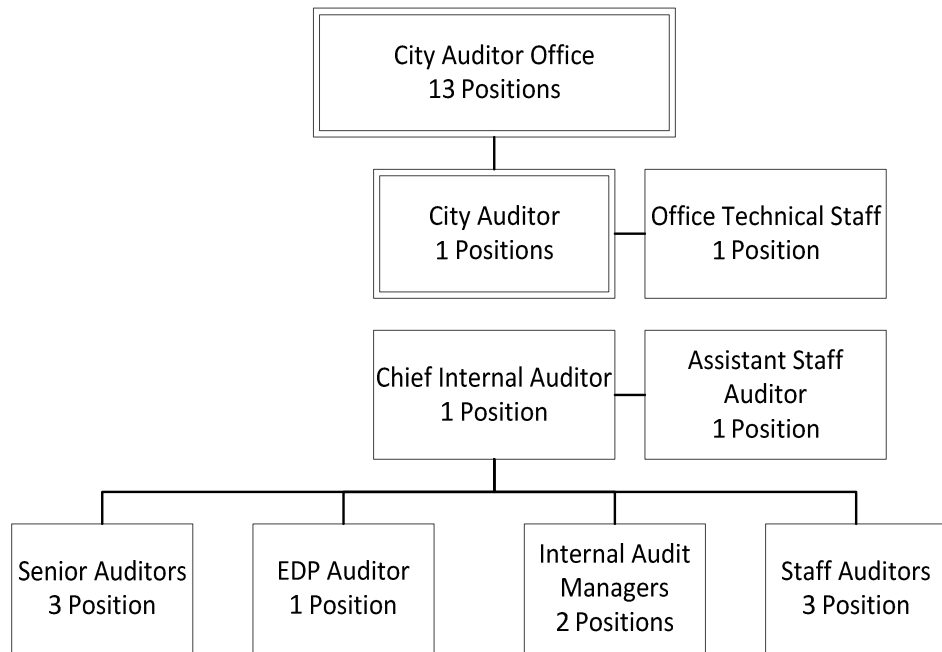 City Auditor Office
13 Positions
City Auditor
1 Positions
Office Technical Staff
1 Position
Chief Internal Auditor
1 Position
Assistant Staff
Auditor
1 Position
Senior Auditors
3 Position
EDP Auditor
1 Position
Internal Audit
Managers
2 Positions
Staff Auditors
3 Position